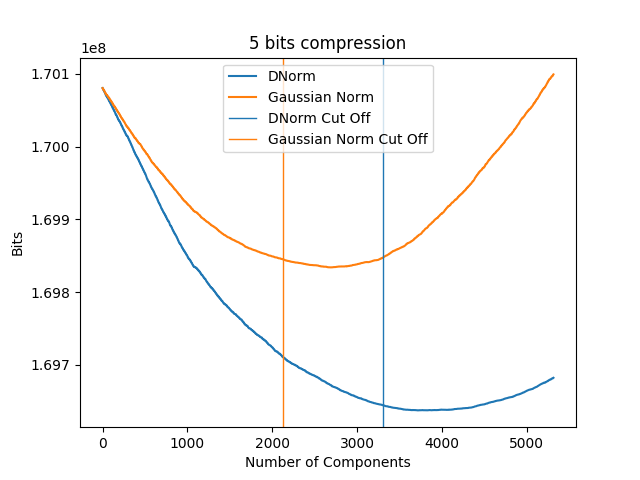 5 bits compression
1e8
1.701
1.700
1.699
1.698
1.697
Bits
DNorm
Gaussian Norm
DNorm Cut Off
Gaussian Norm Cut Off
0 1000 2000 3000 4000 5000
Number of Components